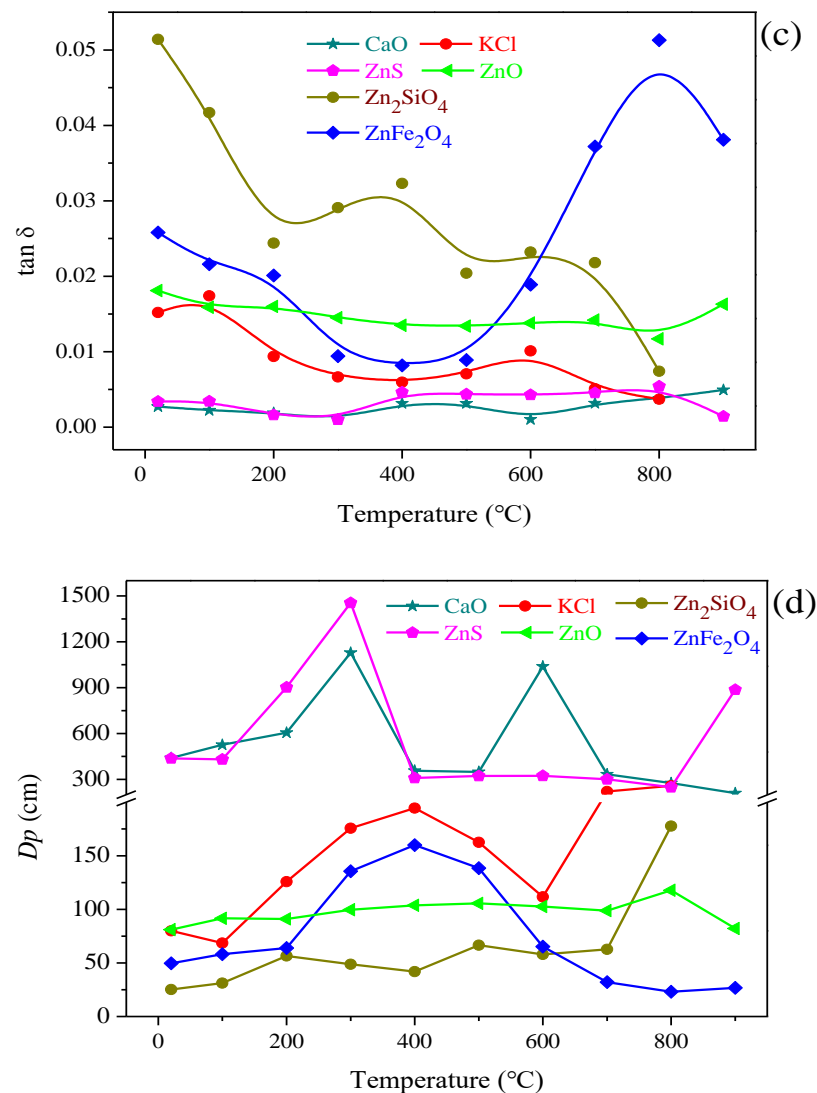 (c)
CaO KCl
ZnS ZnO
Zn2SiO4
ZnFe2O4
0.05
0.04
0.03
0.02
0.01
0.00
tan δ
0 200 400 600 800
Temperature (℃)
(d)
CaO KCl Zn2SiO4
ZnS ZnO ZnFe2O4
1500
1200
900
600
300
150
100
50
0
Dp (cm)
0 200 400 600 800
Temperature (℃)